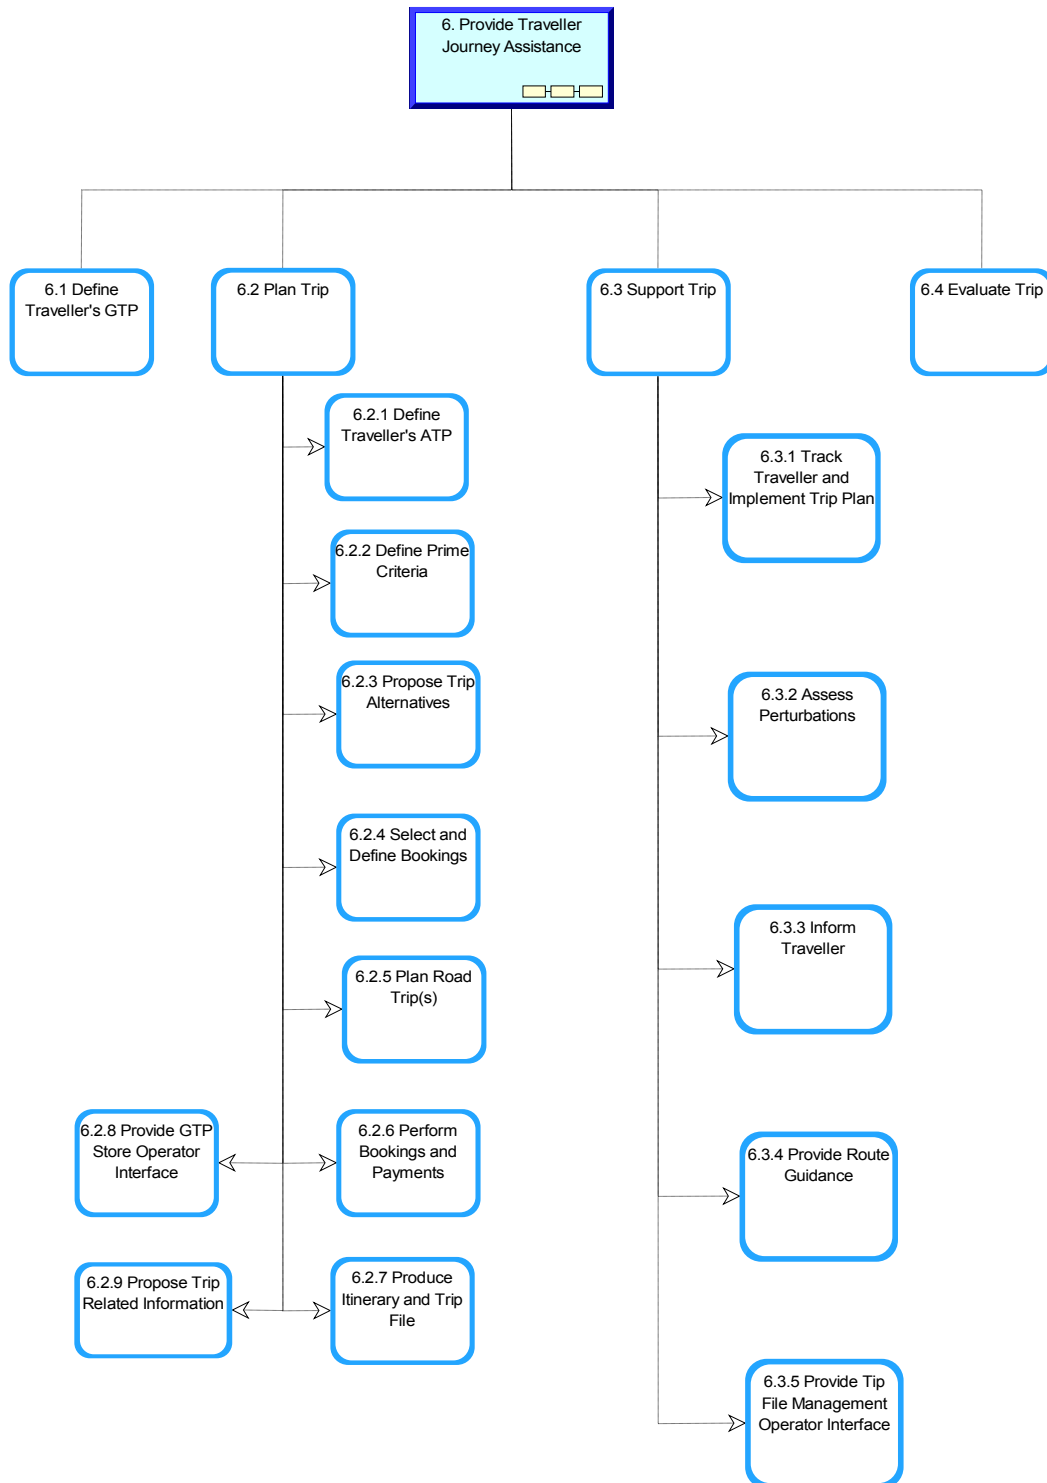 6. Provide Traveller
Journey Assistance
6.1 Define
Traveller's GTP
6.2 Plan Trip
6.3 Support Trip
6.4 Evaluate Trip
6.2.1 Define
Traveller's ATP
6.2.2 Define Prime
Criteria
6.2.3 Propose Trip
Alternatives
6.2.4 Select and
Define Bookings
6.2.5 Plan Road
Trip(s)
6.2.6 Perform
Bookings and
Payments
6.2.7 Produce
Itinerary and Trip
File
6.2.8 Provide GTP
Store Operator
Interface
6.2.9 Propose Trip
Related Information
6.3.1 Track
Traveller and
Implement Trip Plan
6.3.2 Assess
Perturbations
6.3.3 Inform
Traveller
6.3.4 Provide Route
Guidance
6.3.5 Provide Tip
File Management
Operator Interface